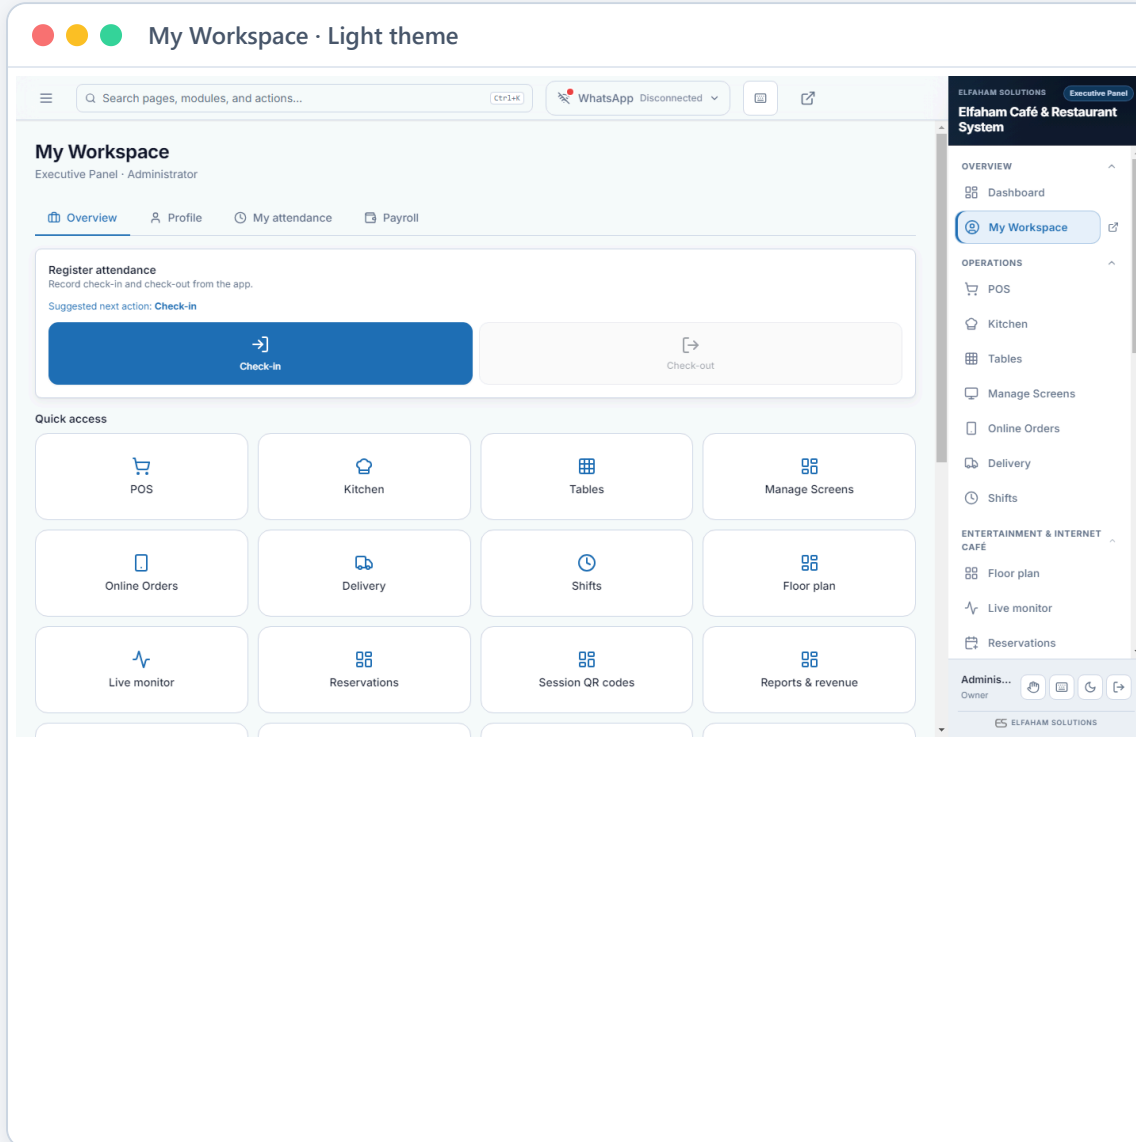 My Workspace · Light theme
Search pages, modules, and actions...
Ctrl+K
WhatsApp Disconnected
My Workspace
Executive Panel · Administrator
Overview
Profile
My attendance
Payroll
Register attendance
Record check-in and check-out from the app.
Suggested next action: Check-in
Check-in
Check-out
Quick access
POS
Kitchen
Tables
Manage Screens
Online Orders
Delivery
Shifts
Floor plan
Live monitor
Reservations
Session QR codes
Reports & revenue
ELFAHAM SOLUTIONS
Executive Panel
Elfaham Café & Restaurant
System
OVERVIEW
Dashboard
My Workspace
OPERATIONS
POS
Kitchen
Tables
Manage Screens
Online Orders
Delivery
Shifts
ENTERTAINMENT & INTERNET
CAFÉ
Floor plan
Live monitor
Reservations
Adminis...
Owner
ES ELFAHAM SOLUTIONS